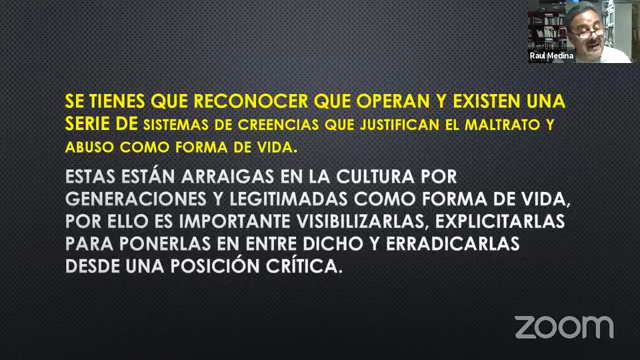 Raul Medina
SE TIENES QUE RECONOCER QUE OPERAN Y EXISTEN UNA
SERIE DE SISTEMAS DE CREENCIAS QUE JUSTIFICAN EL MALTRATO Y
ABUSO COMO FORMA DE VIDA.
ESTAS ESTÁN ARRAIGAS EN LA CULTURA POR
GENERACIONES Y LEGITIMADAS COMO FORMA DE VIDA,
POR ELLO ES IMPORTANTE VISIBILIZARLAS, EXPLICITARLAS
PARA PONERLAS EN ENTRE DICHO Y ERRADICARLAS
DESDE UNA POSICIÓN CRÍTICA.
zoom